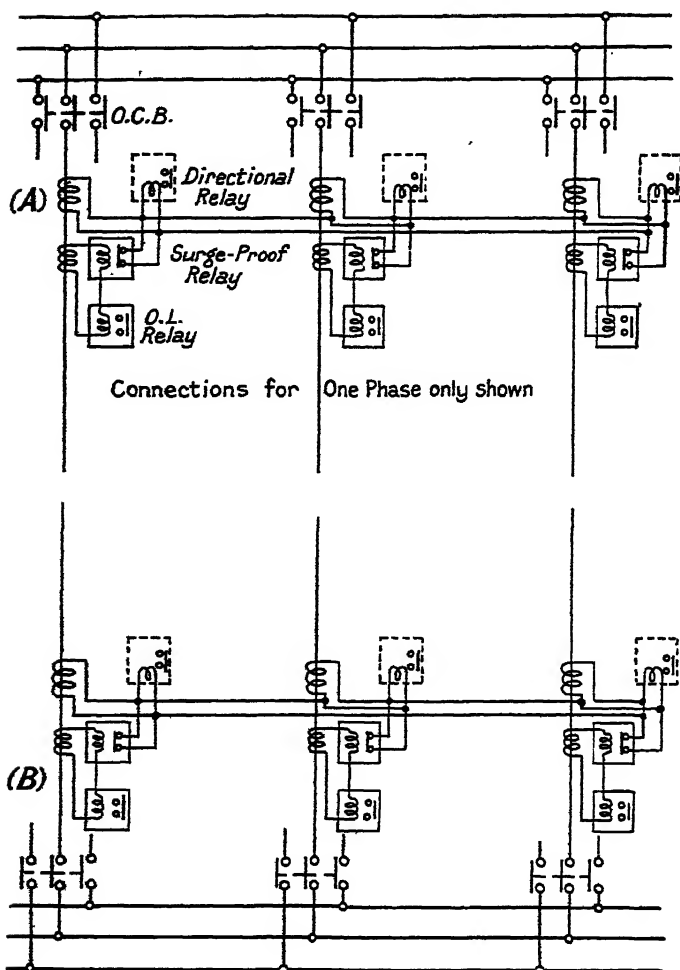 O.C.B.
(A)
Directional
Relay
Surge-Proof
Relay
O.L.
Relay
Connections for One Phase only shown
(B)